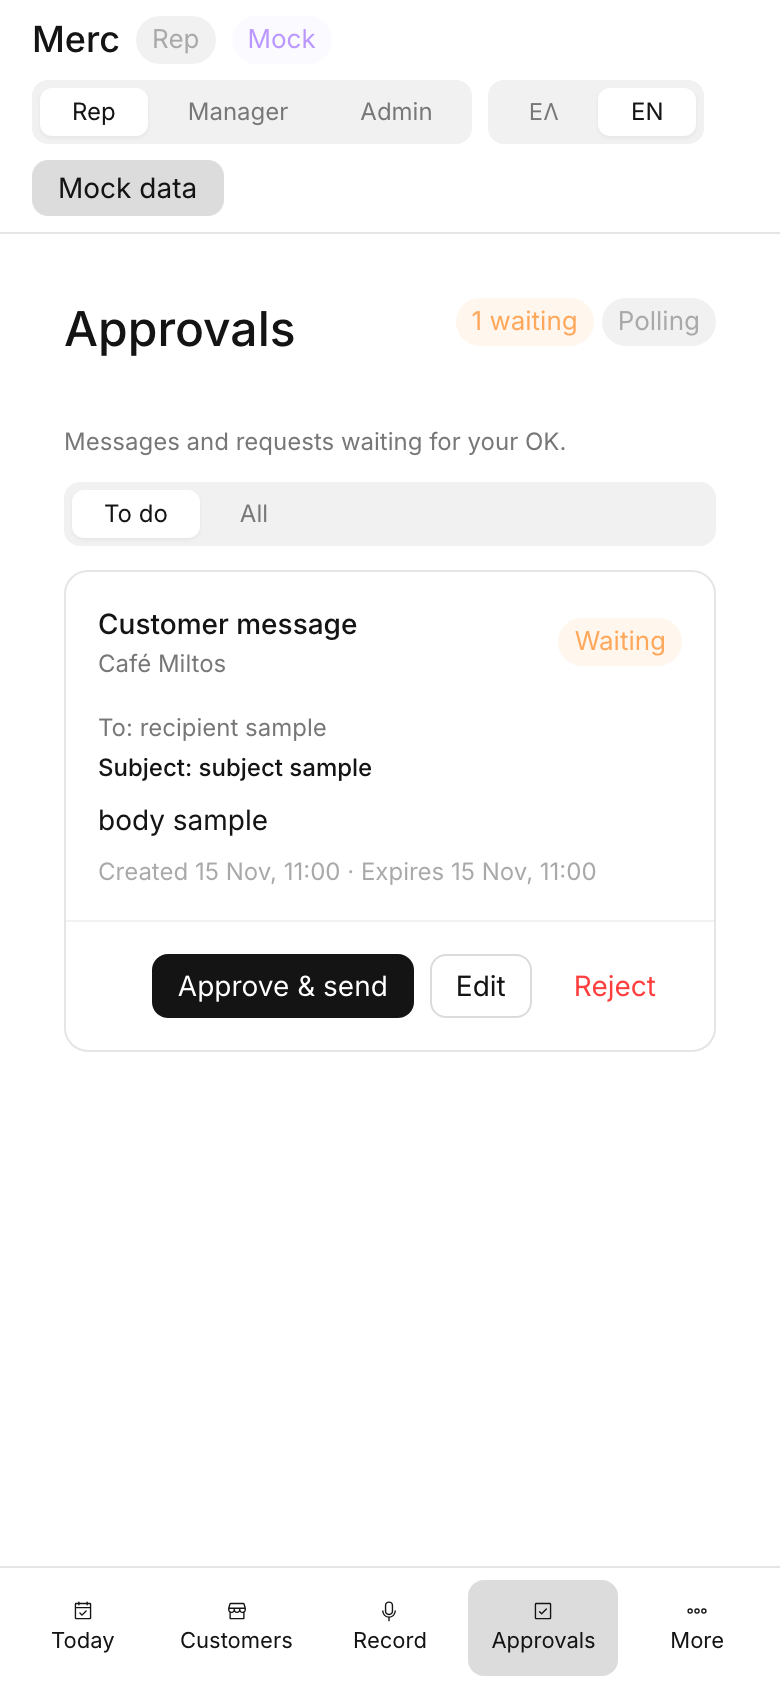 Merc Rep Mock
Rep Manager Admin ΕΛ EN
Mock data
Approvals 1 waiting Polling
Messages and requests waiting for your OK.
To do All
Customer message
Waiting
Café Miltos
To: recipient sample
Subject: subject sample
body sample
Created 15 Nov, 11:00 · Expires 15 Nov, 11:00
Approve & send Edit Reject
Today Customers Record Approvals More